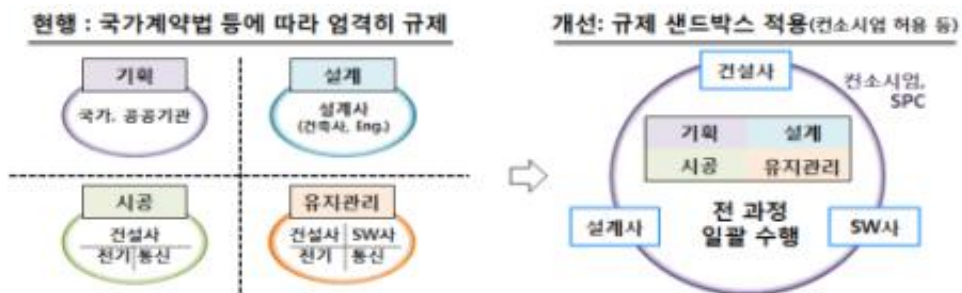 현행 : 국가계약법 등에 따라 엄격히 규제
기획
국가, 공공기관
설계
설계사
(건축사, Eng.)
시공
건설사
전기 통신
유지관리
건설사 SW사
전기 통신
개선: 규제 샌드박스 적용(컨소시엄 허용 등)
건설사
컨소시엄,
SPC
기획 설계
시공 유지관리
전 과정
일괄 수행
설계사
SW사